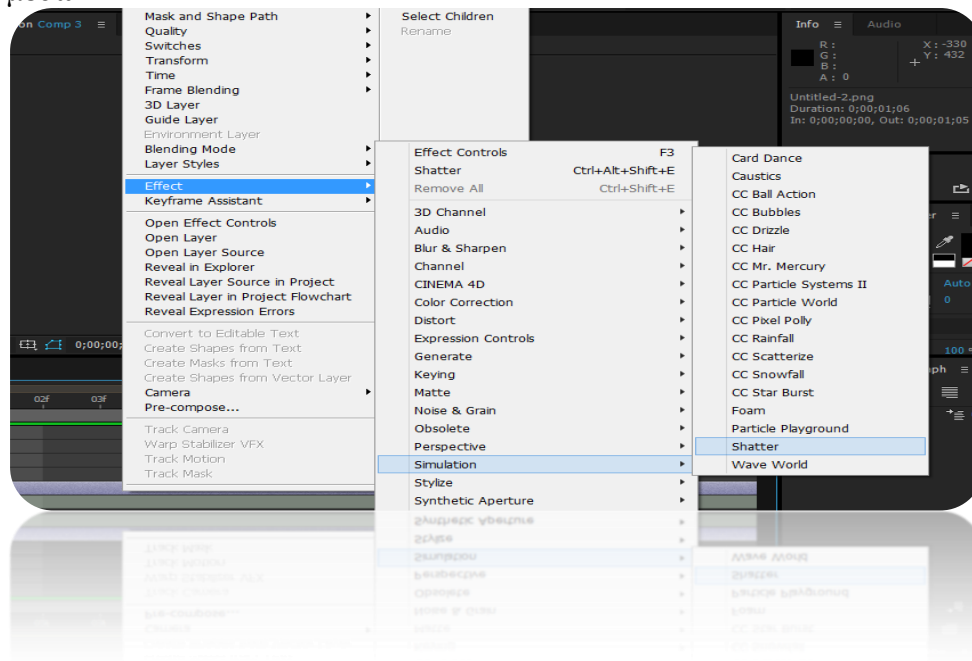 on Comp 3
Mask and Shape Path
Quality
Switches
Transform
Time
Frame Blending
3D Layer
Guide Layer
Environment Layer
Blending Mode
Layer Styles
Effect
Keyframe Assistant
Open Effect Controls
Open Layer
Open Layer Source
Reveal in Explorer
Reveal Layer Source in Project
Reveal Layer in Project Flowchart
Reveal Expression Errors
Convert to Editable Text
Create Shapes from Text
Create Masks from Text
Create Shapes from Vector Layer
Camera
Pre-compose...
Track Camera
Warp Stabilizer VFX
Track Motion
Track Mask
0;00;00;
02f 03f
Select Children
Rename
Effect Controls F3
Shatter Ctrl+Alt+Shift+E
Remove All Ctrl+Shift+E
3D Channel
Audio
Blur & Sharpen
Channel
CINEMA 4D
Color Correction
Distort
Expression Controls
Generate
Keying
Matte
Noise & Grain
Obsolete
Perspective
Simulation
Stylize
Synthetic Aperture
Card Dance
Caustics
CC Ball Action
CC Bubbles
CC Drizzle
CC Hair
CC Mr. Mercury
CC Particle Systems II
CC Particle World
CC Pixel Polly
CC Rainfall
CC Scatterize
CC Snowfall
CC Star Burst
Foam
Particle Playground
Shatter
Wave World
Info Audio
R :
G :
B :
A : 0
X : -330
Y : 432
Untitled-2.png
Duration: 0;00;01;06
In: 0;00;00;00, Out: 0;00;01;05
er
Auto
0
100
ph